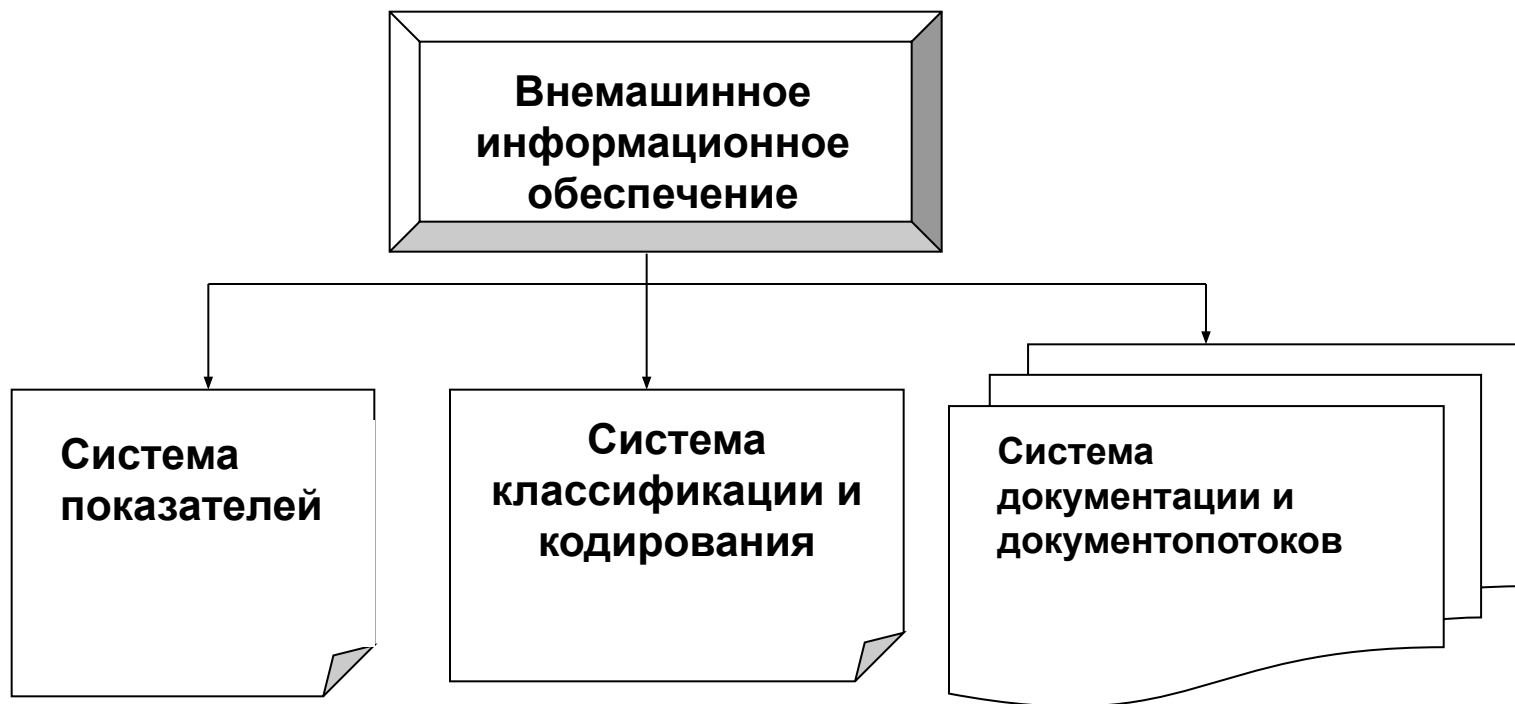 Внемашинное
информационное
обеспечение
Система
показателей
Система
классификации и
кодирования
Система
документации и
документопотоков